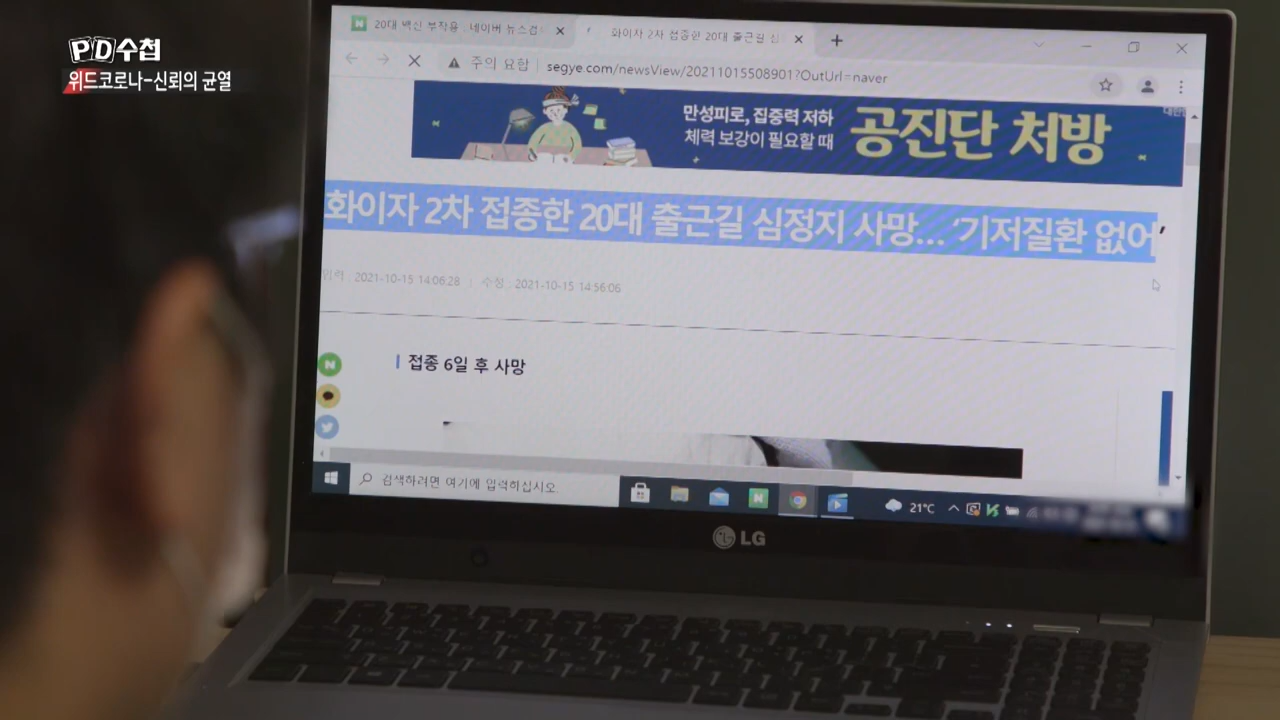 PD수첩
위드코로나-신뢰의 균열
20대 백신 부작용 : 네이버 뉴스검
화이자 2차 접종한 20대 출근길 심
주의 요함
segye.com/newsView/20211015508901?OutUrl=naver
만성피로, 집중력 저하
체력 보강이 필요할 때
공진단 처방
화이자 2차 접종한 20대 출근길 심정지 사망... ‘기저질환 없어’
입력 : 2021-10-15 14:06:28 | 수정 : 2021-10-15 14:56:06
접종 6일 후 사망
검색하려면 여기에 입력하십시오.
21°C
LG